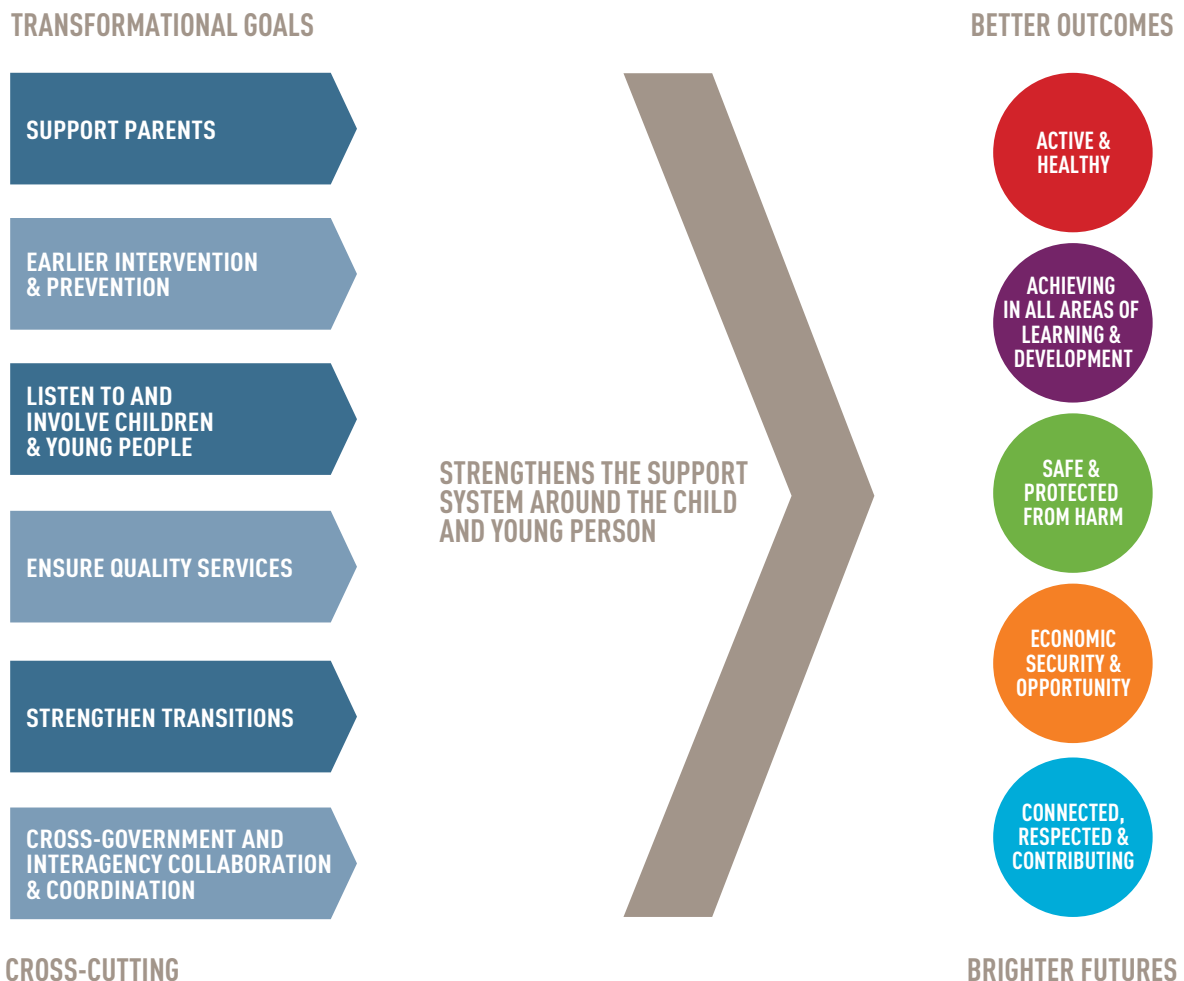 TRANSFORMATIONAL GOALS
SUPPORT PARENTS
EARLIER INTERVENTION
& PREVENTION
LISTEN TO AND
INVOLVE CHILDREN
& YOUNG PEOPLE
ENSURE QUALITY SERVICES
STRENGTHEN TRANSITIONS
CROSS-GOVERNMENT AND
INTERAGENCY COLLABORATION
& COORDINATION
CROSS-CUTTING
STRENGTHENS THE SUPPORT
SYSTEM AROUND THE CHILD
AND YOUNG PERSON
BETTER OUTCOMES
ACTIVE &
HEALTHY
ACHIEVING
IN ALL AREAS OF
LEARNING &
DEVELOPMENT
SAFE &
PROTECTED
FROM HARM
ECONOMIC
SECURITY &
OPPORTUNITY
CONNECTED,
RESPECTED &
CONTRIBUTING
BRIGHTER FUTURES